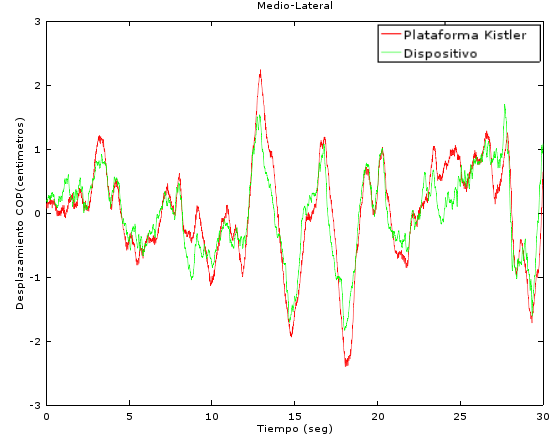 Medio-Lateral
Plataforma Kistler
Dispositivo
Desplazamiento COP(centimetros)
3
2
1
0
-1
-2
-3
0
5
10
15
20
25
30
Tiempo (seg)